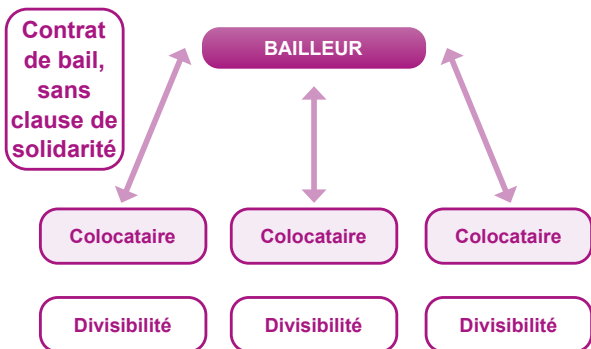 Contrat
de bail,
sans
clause de
solidarité
BAILLEUR
Colocataire
Colocataire
Colocataire
Divisibilité
Divisibilité
Divisibilité